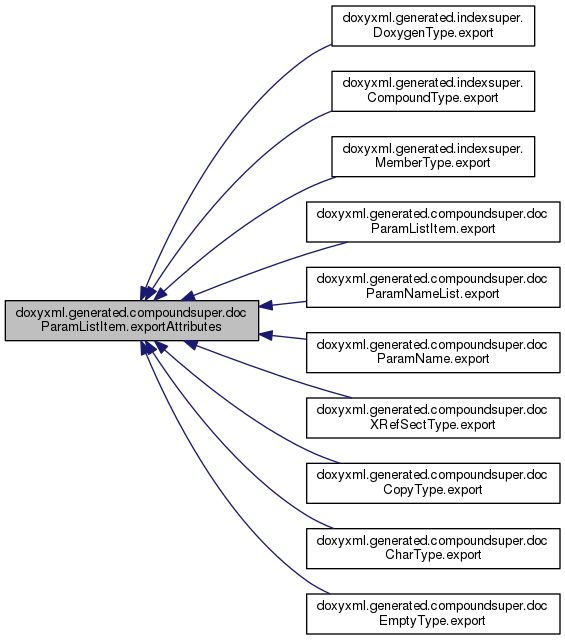 doxyxml.generated.indexsuper.
DoxygenType.export
doxyxml.generated.indexsuper.
CompoundType.export
doxyxml.generated.indexsuper.
MemberType.export
doxyxml.generated.compoundsuper.doc
ParamListItem.export
doxyxml.generated.compoundsuper.doc
ParamNameList.export
doxyxml.generated.compoundsuper.doc
ParamListItem.exportAttributes
doxyxml.generated.compoundsuper.doc
ParamName.export
doxyxml.generated.compoundsuper.doc
XRefSectType.export
doxyxml.generated.compoundsuper.doc
CopyType.export
doxyxml.generated.compoundsuper.doc
CharType.export
doxyxml.generated.compoundsuper.doc
EmptyType.export